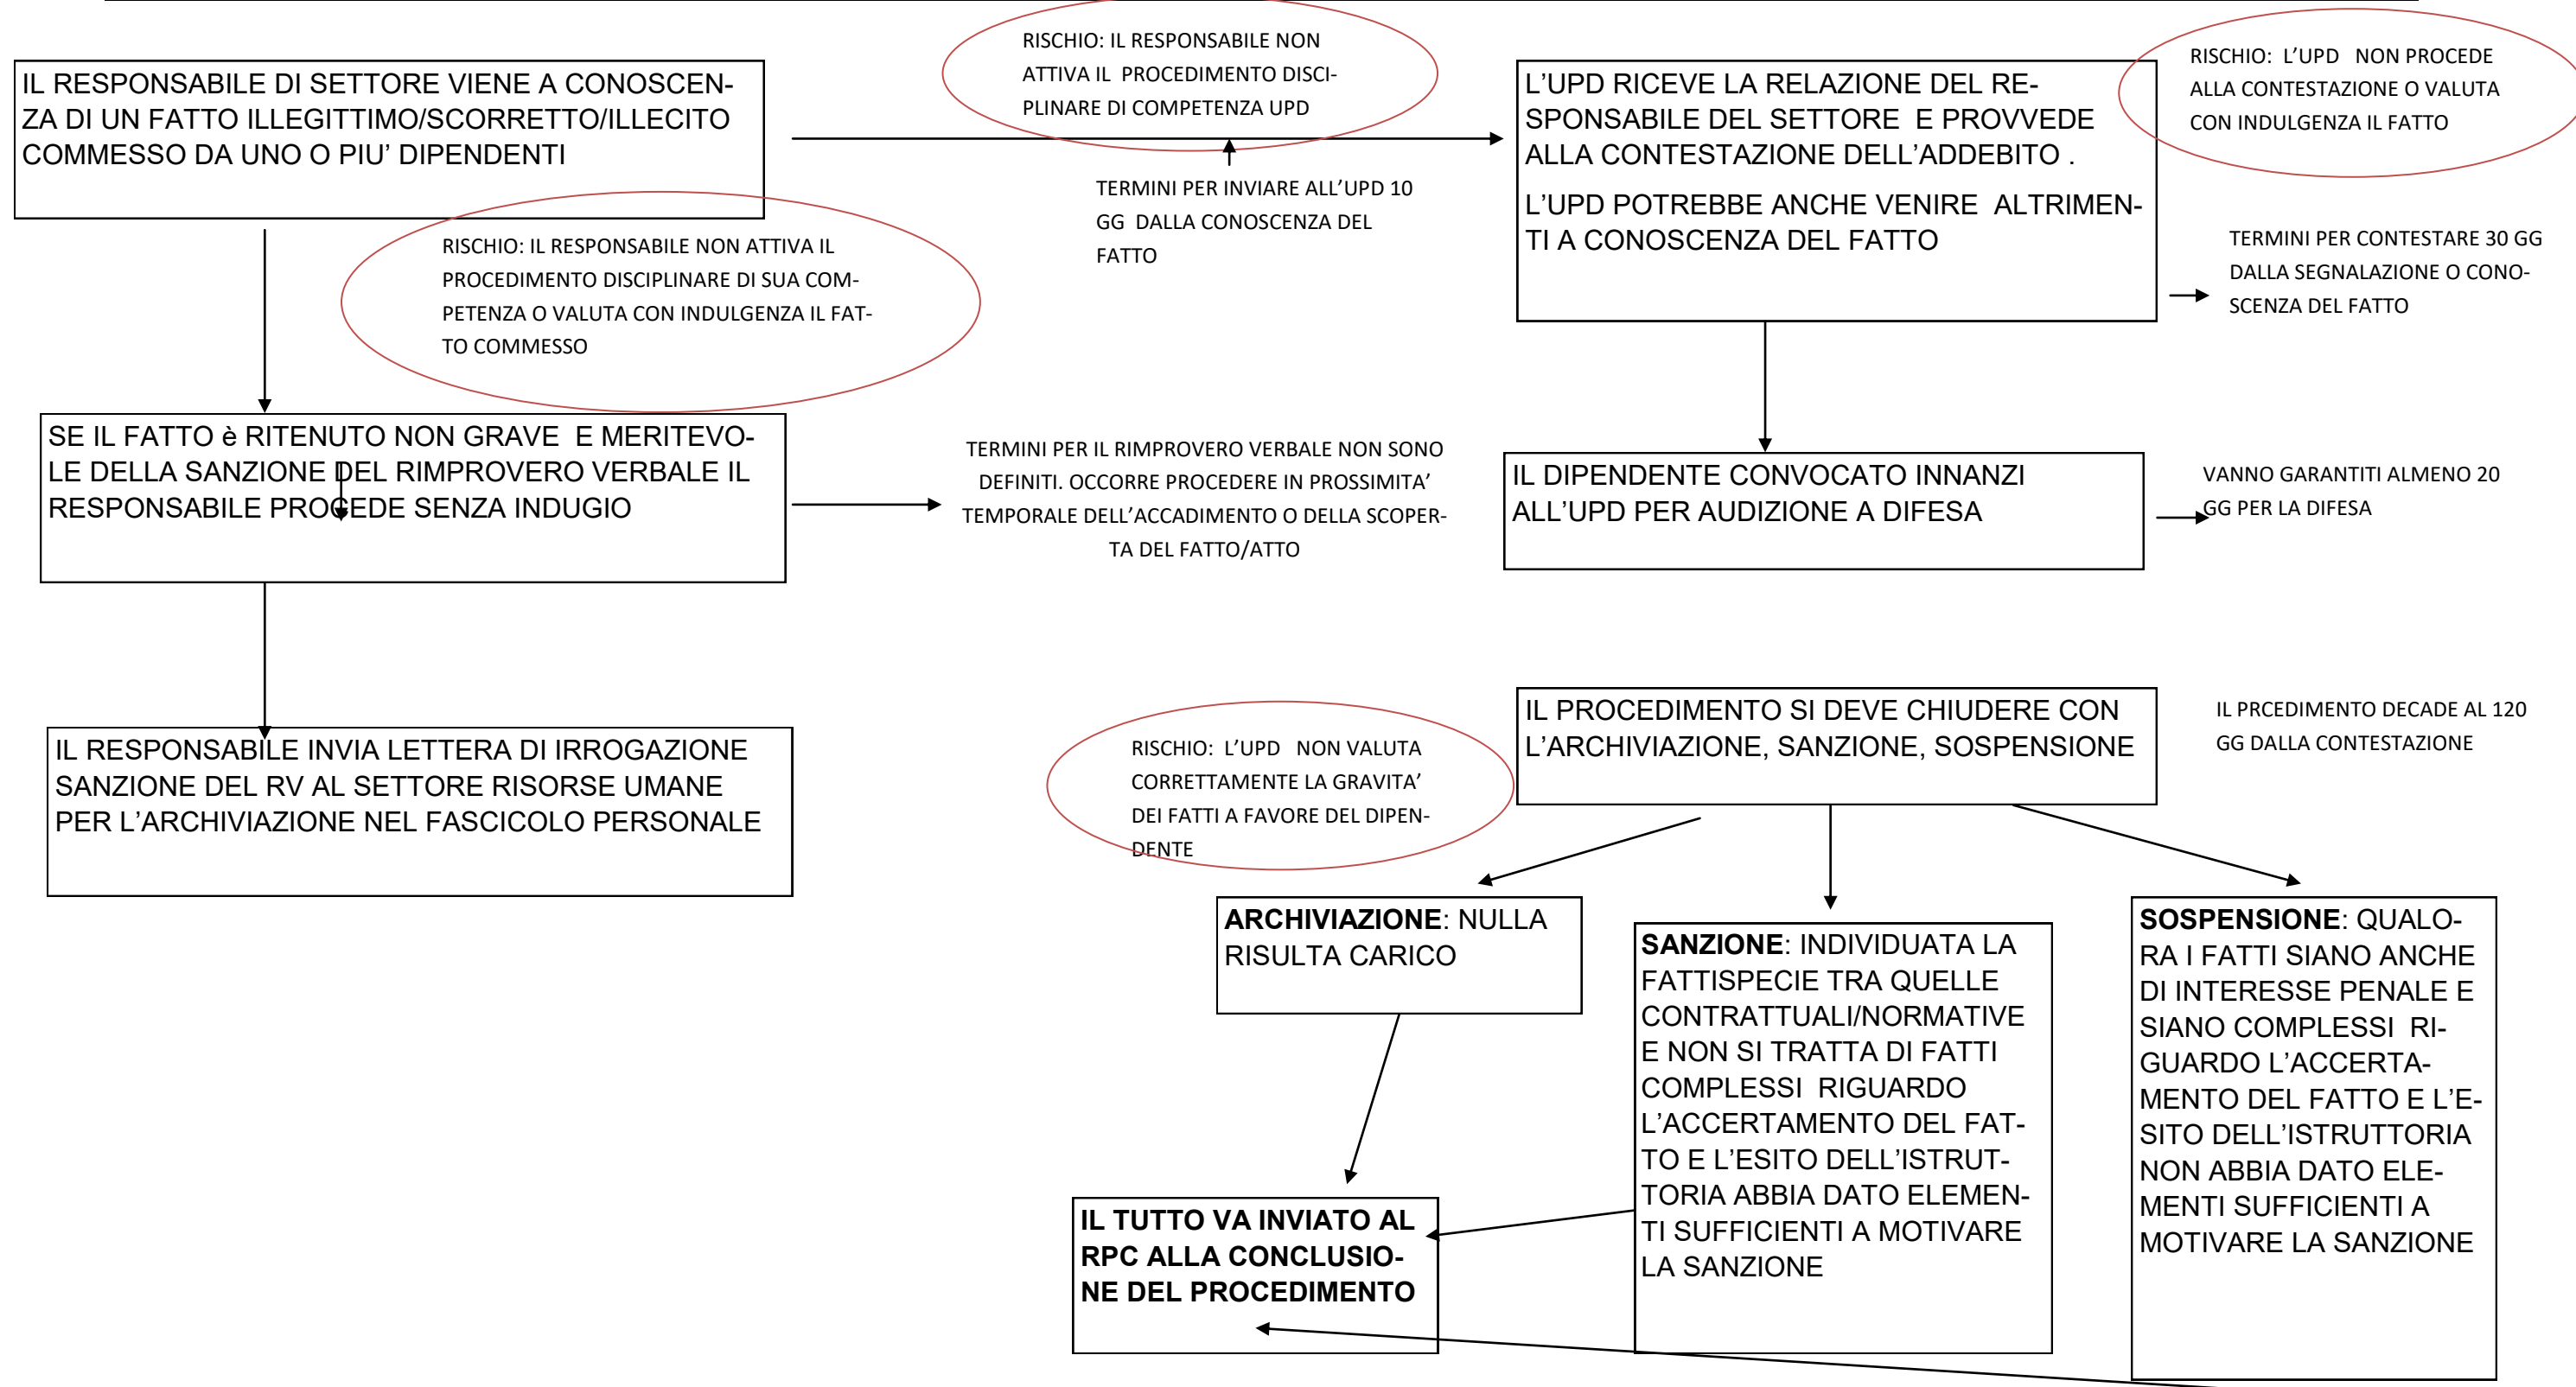 RISCHIO: IL RESPONSABILE NON
ATTIVA IL PROCEDIMENTO DISCI-
PLINARE DI COMPETENZA UPD
IL RESPONSABILE DI SETTORE VIENE A CONOSCEN-
ZA DI UN FATTO ILLEGITTIMO/SCORRETTO/ILLECITO
COMMESSO DA UNO O PIU’ DIPENDENTI
L’UPD RICEVE LA RELAZIONE DEL RE-
SPONSABILE DEL SETTORE E PROVVEDE
ALLA CONTESTAZIONE DELL’ADDEBITO .
L’UPD POTREBBE ANCHE VENIRE ALTRIMEN-
TI A CONOSCENZA DEL FATTO
RISCHIO: L’UPD NON PROCEDE
ALLA CONTESTAZIONE O VALUTA
CON INDULGENZA IL FATTO
TERMINI PER INVIARE ALL’UPD 10
GG DALLA CONOSCENZA DEL
FATTO
TERMINI PER CONTESTARE 30 GG
DALLA SEGNALAZIONE O CONO-
SCENZA DEL FATTO
RISCHIO: IL RESPONSABILE NON ATTIVA IL
PROCEDIMENTO DISCIPLINARE DI SUA COM-
PETENZA O VALUTA CON INDULGENZA IL FAT-
TO COMMESSO
SE IL FATTO è RITENUTO NON GRAVE E MERITEVO-
LE DELLA SANZIONE DEL RIMPROVERO VERBALE IL
RESPONSABILE PROCEDE SENZA INDUGIO
TERMINI PER IL RIMPROVERO VERBALE NON SONO
DEFINITI. OCCORRE PROCEDERE IN PROSSIMITA’
TEMPORALE DELL’ACCADIMENTO O DELLA SCOPER-
TA DEL FATTO/ATTO
IL DIPENDENTE CONVOCATO INNANZI
ALL’UPD PER AUDIZIONE A DIFESA
VANNO GARANTITI ALMENO 20
GG PER LA DIFESA
IL RESPONSABILE INVIA LETTERA DI IRROGAZIONE
SANZIONE DEL RV AL SETTORE RISORSE UMANE
PER L’ARCHIVIAZIONE NEL FASCICOLO PERSONALE
RISCHIO: L’UPD NON VALUTA
CORRETTAMENTE LA GRAVITA’
DEI FATTI A FAVORE DEL DIPEN-
DENTE
IL PROCEDIMENTO SI DEVE CHIUDERE CON
L’ARCHIVIAZIONE, SANZIONE, SOSPENSIONE
IL PRCEDIMENTO DECADE AL 120
GG DALLA CONTESTAZIONE
ARCHIVIAZIONE: NULLA
RISULTA CARICO
SANZIONE: INDIVIDUATA LA
FATTISPECIE TRA QUELLE
CONTRATTUALI/NORMATIVE
E NON SI TRATTA DI FATTI
COMPLESSI RIGUARDO
L’ACCERTAMENTO DEL FAT-
TO E L’ESITO DELL’ISTRUT-
TORIA ABBIA DATO ELEMEN-
TI SUFFICIENTI A MOTIVARE
LA SANZIONE
SOSPENSIONE: QUALO-
RA I FATTI SIANO ANCHE
DI INTERESSE PENALE E
SIANO COMPLESSI RI-
GUARDO L’ACCERTA-
MENTO DEL FATTO E L’E-
SITO DELL’ISTRUTTORIA
NON ABBIA DATO ELE-
MENTI SUFFICIENTI A
MOTIVARE LA SANZIONE
IL TUTTO VA INVIATO AL
RPC ALLA CONCLUSIO-
NE DEL PROCEDIMENTO